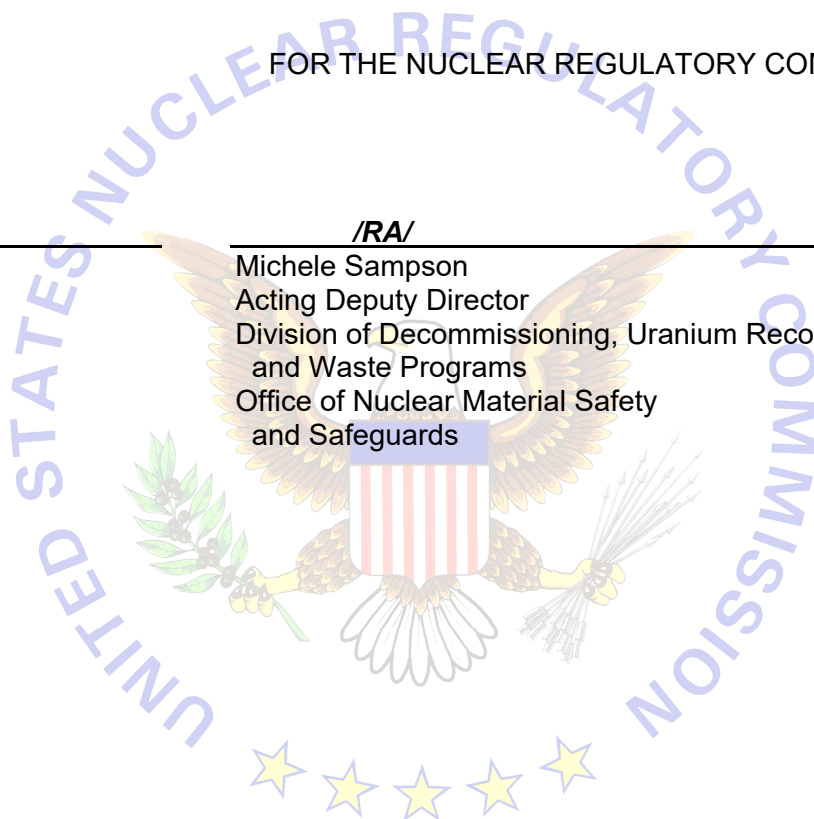 FOR THE NUCLEAR REGULATORY COM
/RA/
Michele Sampson
Acting Deputy Director
Division of Decommissioning, Uranium Reco
and Waste Programs
Office of Nuclear Material Safety
and Safeguards
UNITED STATES NUCLEAR REGULATORY COMMISSION